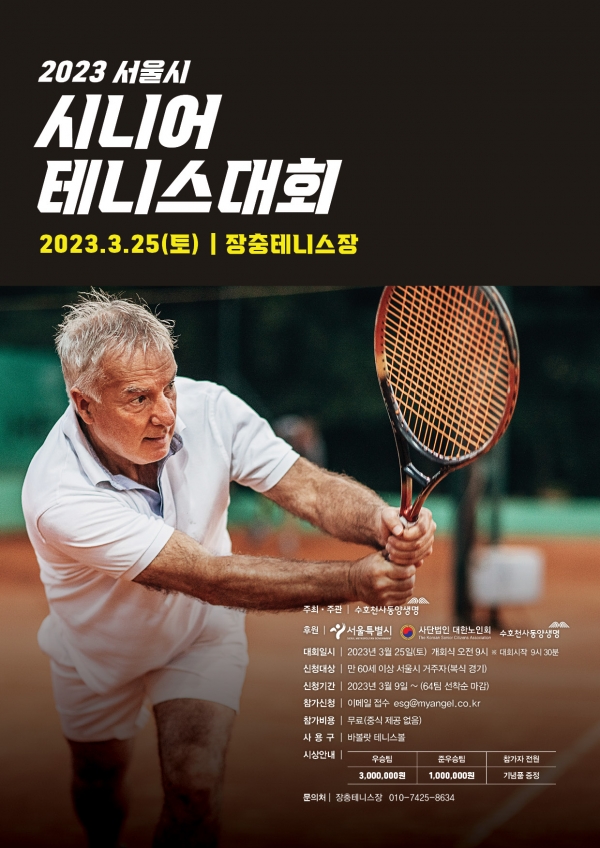 2023 서울시
시니어
테니스대회
2023.3.25(토) | 장충테니스장
주최·주관 | 수호천사동양생명
후원 | 서울특별시 사단법인 대한노인회 The Korean Senior Citizens Association 수호천사동양생명
대회일시 | 2023년 3월 25일(토) 개회식 오전 9시 ※ 대회시작 9시 30분
신청대상 | 만 60세 이상 서울시 거주자(복식 경기)
신청기간 | 2023년 3월 9일 ~ (64팀 선착순 마감)
참가신청 | 이메일 접수 esg@myangel.co.kr
참가비용 | 무료(중식 제공 없음)
사 용 구 | 바볼랏 테니스볼
시상안내 | 우승팀 준우승팀 참가자 전원
3,000,000원 1,000,000원 기념품 증정
문의처 | 장충테니스장 010-7425-8634